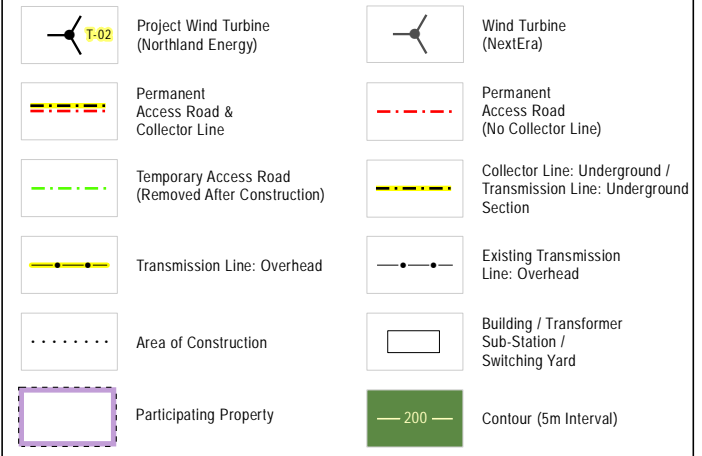 T-02
Project Wind Turbine
(Northland Energy)
Wind Turbine
(NextEra)
Permanent
Access Road &
Collector Line
Permanent
Access Road
(No Collector Line)
Temporary Access Road
(Removed After Construction)
Collector Line: Underground /
Transmission Line: Underground
Section
Transmission Line: Overhead
Existing Transmission
Line: Overhead
Area of Construction
Building / Transformer
Sub-Station /
Switching Yard
Participating Property
200
Contour (5m Interval)